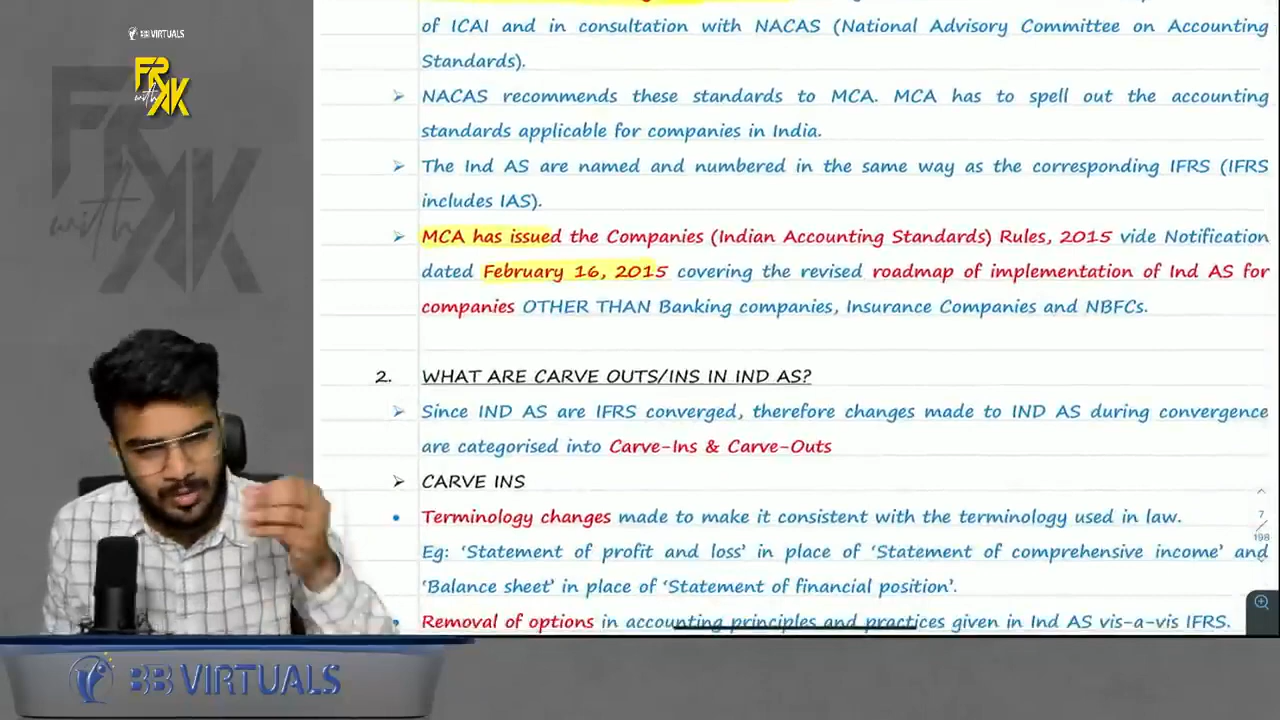 BB VIRTUALS
FR
with
AK
of ICAI and in consultation with NACAS (National Advisory Committee on Accounting
Standards).
➢ NACAS recommends these standards to MCA. MCA has to spell out the accounting
standards applicable for companies in India.
➢ The Ind AS are named and numbered in the same way as the corresponding IFRS (IFRS
includes IAS).
➢ MCA has issued the Companies (Indian Accounting Standards) Rules, 2015 vide Notification
dated February 16, 2015 covering the revised roadmap of implementation of Ind AS for
companies OTHER THAN Banking companies, Insurance Companies and NBFCs.
2. WHAT ARE CARVE OUTS/INS IN IND AS?
➢ Since IND AS are IFRS converged, therefore changes made to IND AS during convergence
are categorised into Carve-Ins & Carve-Outs
➢ CARVE INS
• Terminology changes made to make it consistent with the terminology used in law.
Eg: ‘Statement of profit and loss’ in place of ‘Statement of comprehensive income’ and
‘Balance sheet’ in place of ‘Statement of financial position’.
• Removal of options in accounting principles and practices given in Ind AS vis-a-vis IFRS.
7
198
BB VIRTUALS